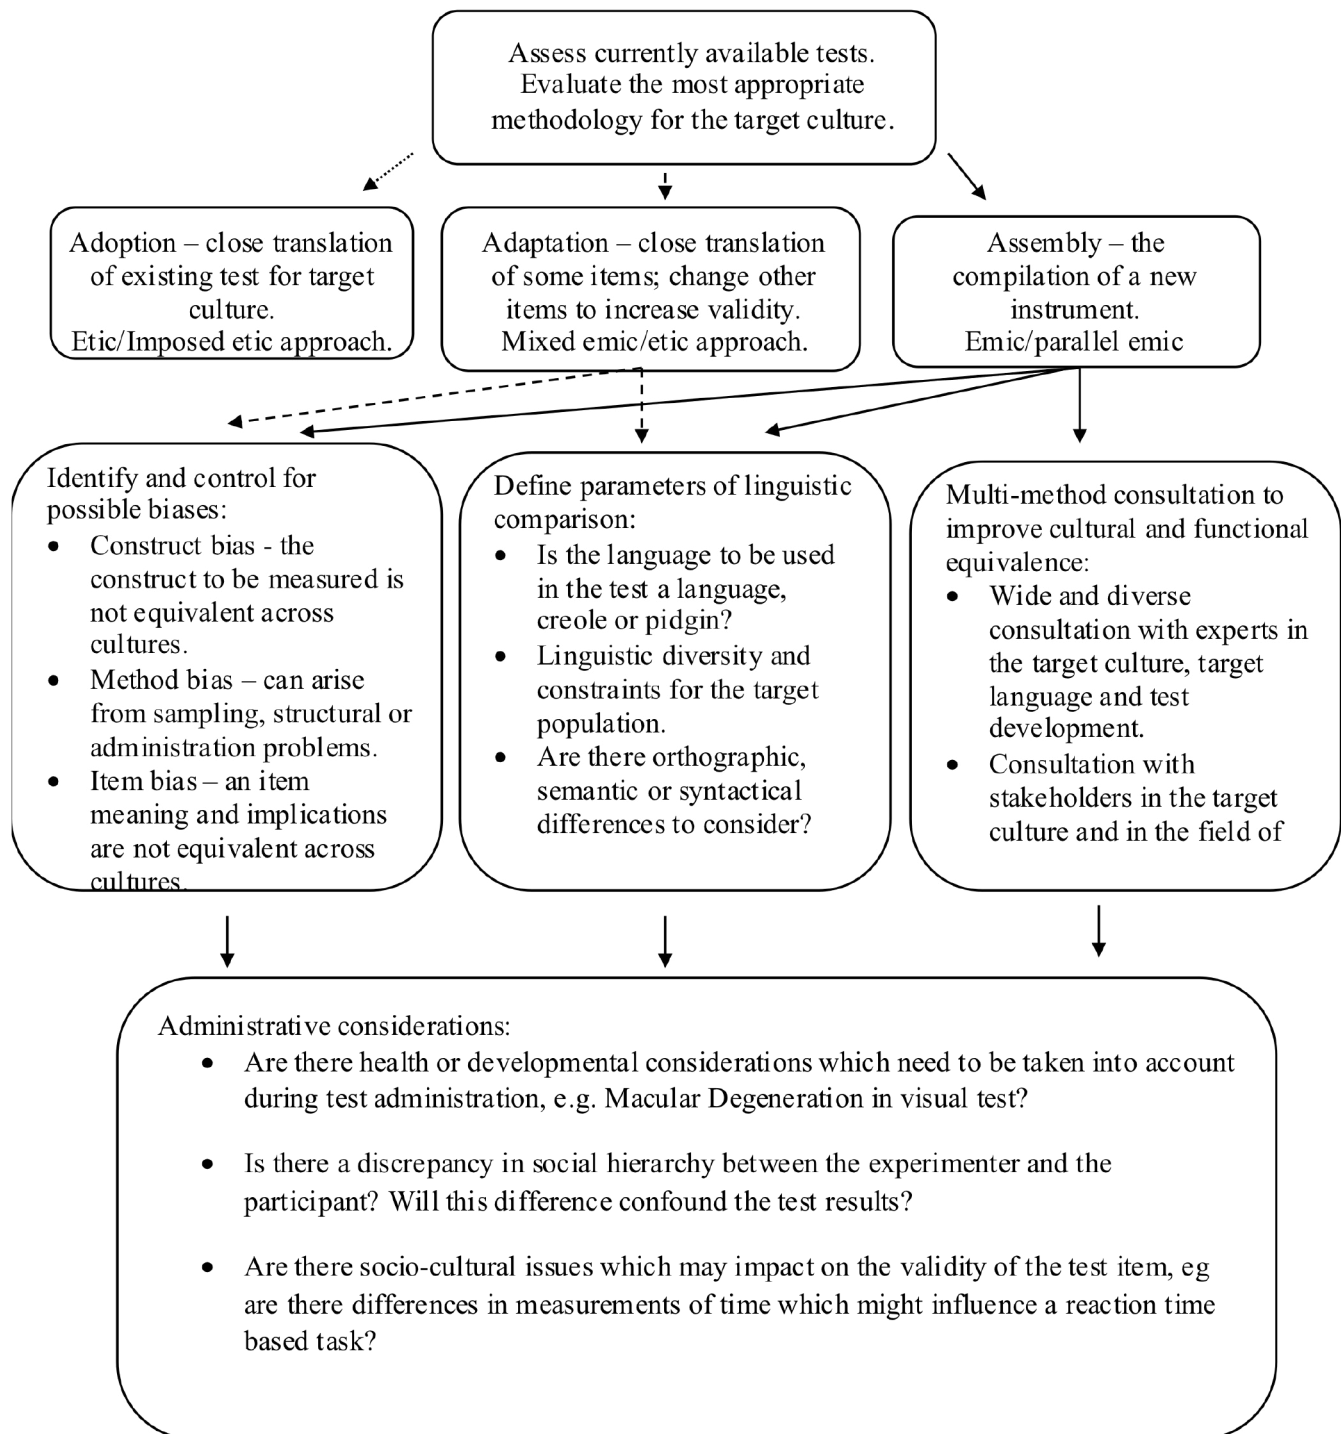 Assess currently available tests.
Evaluate the most appropriate
methodology for the target culture.
Adoption – close translation
of existing test for target
culture.
Etic/Imposed etic approach.
Adaptation – close translation
of some items; change other
items to increase validity.
Mixed emic/etic approach.
Assembly – the
compilation of a new
instrument.
Emic/parallel emic
Identify and control for
possible biases:
• Construct bias - the
construct to be measured is
not equivalent across
cultures.
• Method bias – can arise
from sampling, structural or
administration problems.
• Item bias – an item
meaning and implications
are not equivalent across
cultures.
Define parameters of linguistic
comparison:
• Is the language to be used
in the test a language,
creole or pidgin?
• Linguistic diversity and
constraints for the target
population.
• Are there orthographic,
semantic or syntactical
differences to consider?
Multi-method consultation to
improve cultural and functional
equivalence:
• Wide and diverse
consultation with experts in
the target culture, target
language and test
development.
• Consultation with
stakeholders in the target
culture and in the field of
Administrative considerations:
• Are there health or developmental considerations which need to be taken into account
during test administration, e.g. Macular Degeneration in visual test?
• Is there a discrepancy in social hierarchy between the experimenter and the
participant? Will this difference confound the test results?
• Are there socio-cultural issues which may impact on the validity of the test item, eg
are there differences in measurements of time which might influence a reaction time
based task?